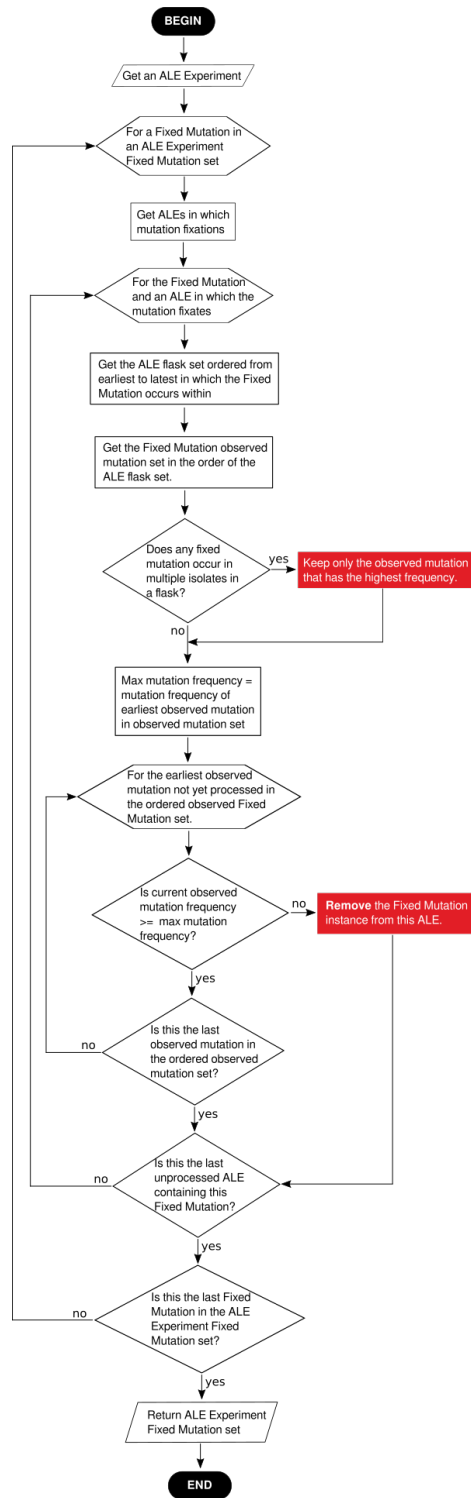 BEGIN
Get an ALE Experiment
For a Fixed Mutation in
an ALE Experiment
Fixed Mutation set
Get ALEs in which
mutation fixations
For the Fixed Mutation
and an ALE in which the
mutation fixates
Get the ALE flask set ordered from
earliest to latest in which the Fixed
Mutation occurs within
Get the Fixed Mutation observed
mutation set in the order of the
ALE flask set.
Does any fixed
mutation occur in
multiple isolates in
a flask?
yes
Keep only the observed mutation
that has the highest frequency.
no
Max mutation frequency =
mutation frequency of
earliest observed mutation
in observed mutation set
For the earliest observed
mutation not yet processed in
the ordered observed Fixed
Mutation set.
Is current observed
mutation frequency
>= max mutation
frequency?
no
Remove the Fixed Mutation
instance from this ALE.
yes
Is this the last
observed mutation in
the ordered observed
mutation set?
no
yes
Is this the last
unprocessed ALE
containing this
Fixed Mutation?
no
yes
Is this the last Fixed
Mutation in the ALE
Experiment Fixed
Mutation set?
no
yes
Return ALE Experiment
Fixed Mutation set
END